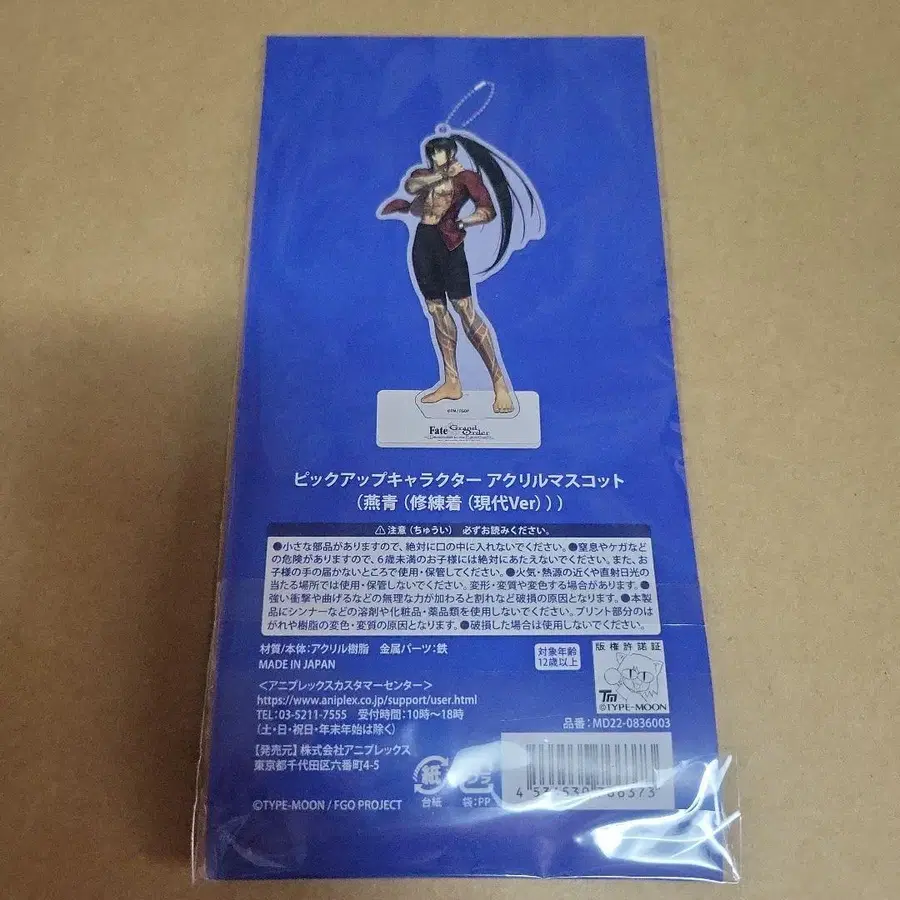 ©TM / FGOP
Fate Grand Order
ピックアップキャラクター アクリルマスコット
（燕青（修練着（現代Ver）））
⚠注意（ちゅうい） 必ずお読みください。
●小さな部品がありますので、絶対に口の中に入れないでください。●窒息やケガなど
の危険がありますので、6歳未満のお子様には絶対にあたえないでください。また、お
子様の手の届かないところで使用・保管してください。●火気・熱源の近くや直射日光の
当たる場所では使用・保管しないでください。変形・変質や変色する場合があります。●
強い衝撃や曲げるなどの無理な力が加わると割れなど破損の原因となります。●本製
品にシンナーなどの溶剤や化粧品・薬品類を使用しないでください。プリント部分のは
がれや樹脂の変色・変質の原因となります。●破損した場合は使用しないでください。
材質/本体：アクリル樹脂 金属パーツ：鉄
MADE IN JAPAN
対象年齢
12歳以上
版権許諾証
TM
©TYPE-MOON
＜アニプレックスカスタマーセンター＞
https://www.aniplex.co.jp/support/user.html
TEL：03-5211-7555 受付時間：10時～18時
（土・日・祝日・年末年始は除く）
品番：MD22-0836003
【発売元】株式会社アニプレックス
東京都千代田区六番町4-5
紙
台紙
プラ
袋：PP
©TYPE-MOON / FGO PROJECT